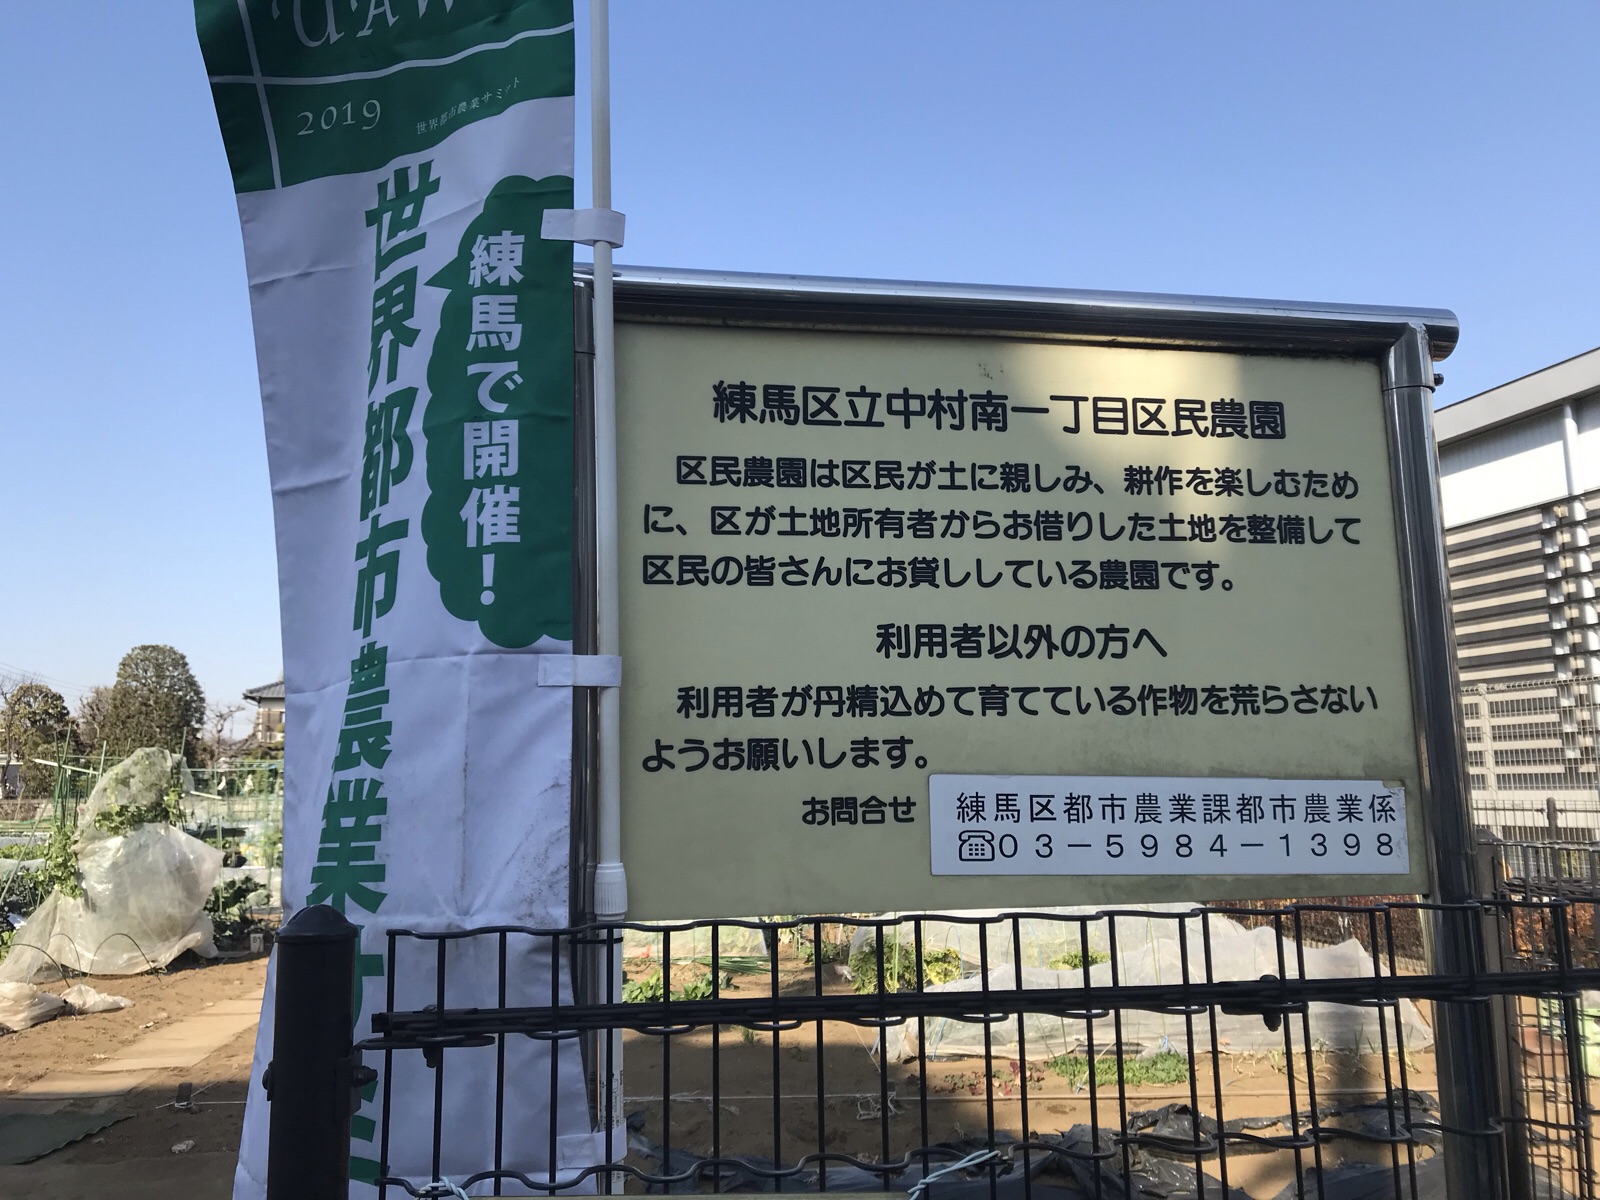 2019
世界都市農業サミット
世界都市農業サミ
練馬で開催！
練馬区立中村南一丁目区民農園
区民農園は区民が土に親しみ、耕作を楽しむため
に、区が土地所有者からお借りした土地を整備して
区民の皆さんにお貸ししている農園です。
利用者以外の方へ
利用者が丹精込めて育てている作物を荒らさない
ようお願いします。
お問合せ
練馬区都市農業課都市農業係
☎03－5984－1398